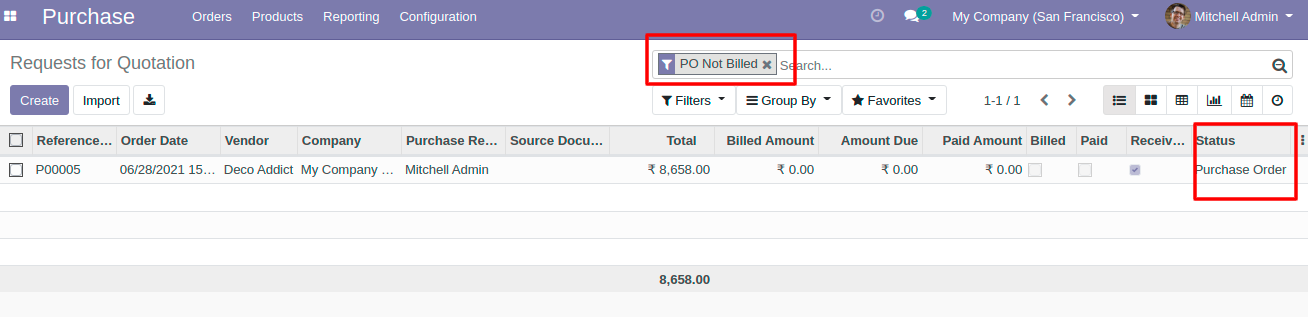 Purchase Orders Products Reporting Configuration 2 My Company (San Francisco) Mitchell Admin
Requests for Quotation PO Not Billed Search...
Create Import Filters Group By Favorites 1-1 / 1
Reference... Order Date Vendor Company Purchase Re... Source Docu... Total Billed Amount Amount Due Paid Amount Billed Paid Receiv... Status
P00005 06/28/2021 15... Deco Addict My Company ... Mitchell Admin ₹ 8,658.00 ₹ 0.00 ₹ 0.00 ₹ 0.00 Purchase Order
8,658.00